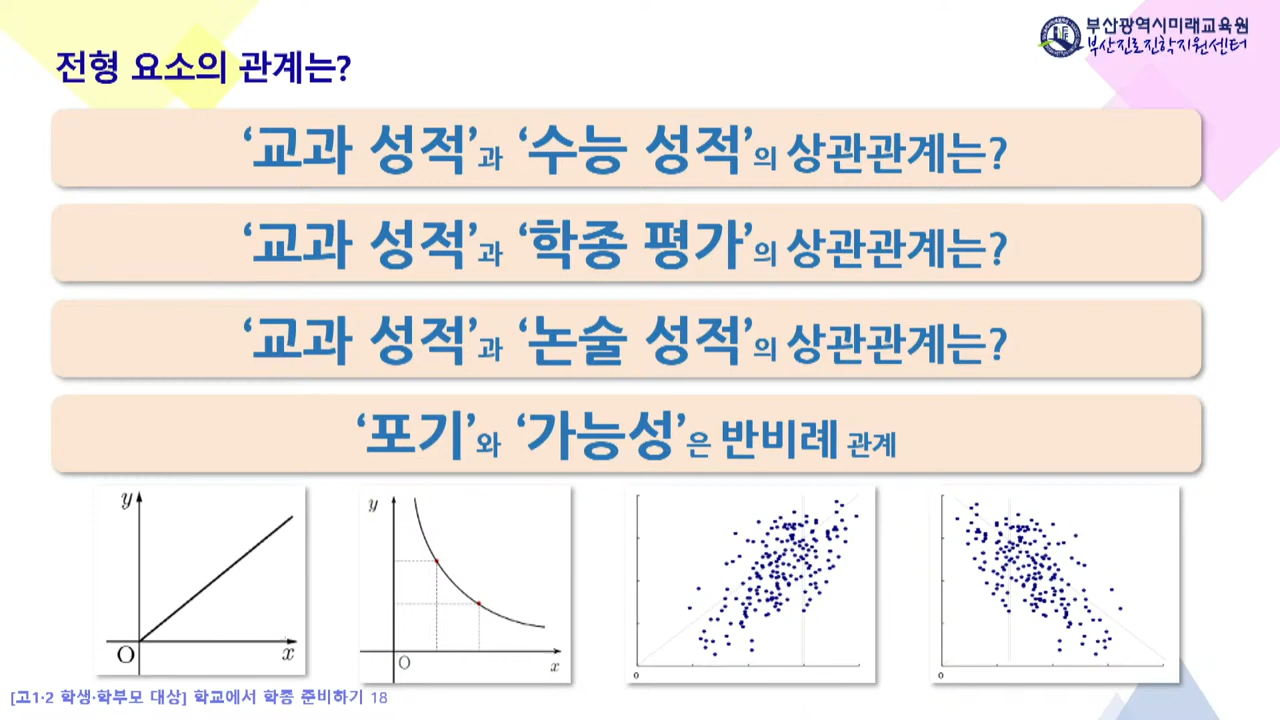 부산광역시미래교육원
부산진로진학지원센터
전형 요소의 관계는?
‘교과 성적’과 ‘수능 성적’의 상관관계는?
‘교과 성적’과 ‘학종 평가’의 상관관계는?
‘교과 성적’과 ‘논술 성적’의 상관관계는?
‘포기’와 ‘가능성’은 반비례 관계
y
O
x
y
O
x
0
0
[고1·2 학생·학부모 대상] 학교에서 학종 준비하기 18